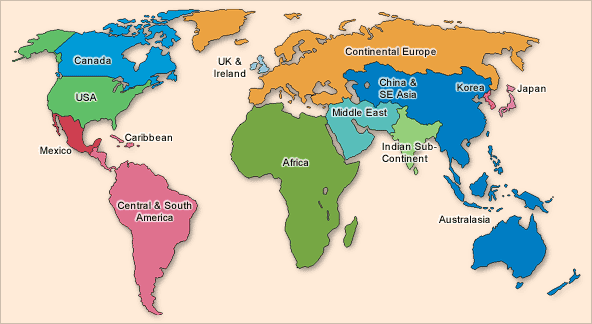 Continental Europe
Canada
UK &
Ireland
China &
SE Asia
Korea
Japan
USA
Middle East
Caribbean
Mexico
Indian Sub-
Continent
Africa
Central & South
America
Australasia